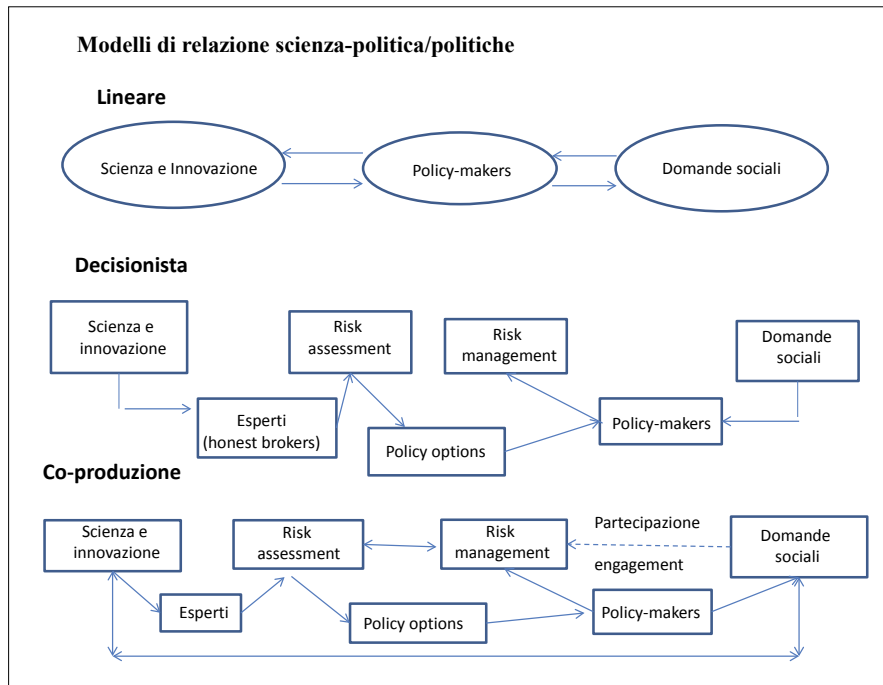 Modelli di relazione scienza-politica/politiche
Lineare
Scienza e Innovazione
Policy-makers
Domande sociali
Decisionista
Scienza e
innovazione
Risk
assessment
Risk
management
Domande
sociali
Esperti
(honest brokers)
Policy options
Policy-makers
Co-produzione
Scienza e
innovazione
Risk
assessment
Risk
management
Partecipazione
engagement
Domande
sociali
Esperti
Policy options
Policy-makers